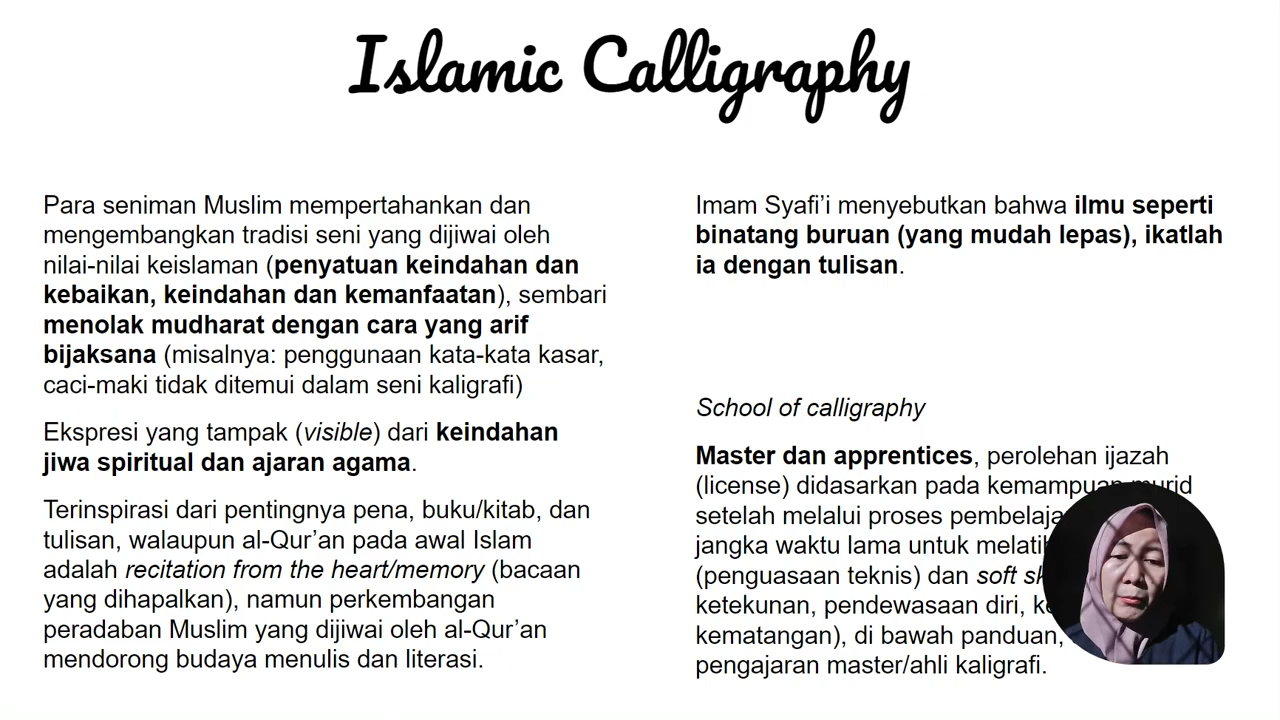 Islamic Calligraphy
Para seniman Muslim mempertahankan dan
mengembangkan tradisi seni yang dijiwai oleh
nilai-nilai keislaman (penyatuan keindahan dan
kebaikan, keindahan dan kemanfaatan), sembari
menolak mudharat dengan cara yang arif
bijaksana (misalnya: penggunaan kata-kata kasar,
caci-maki tidak ditemui dalam seni kaligrafi)
Ekspresi yang tampak (visible) dari keindahan
jiwa spiritual dan ajaran agama.
Terinspirasi dari pentingnya pena, buku/kitab, dan
tulisan, walaupun al-Qur’an pada awal Islam
adalah recitation from the heart/memory (bacaan
yang dihapalkan), namun perkembangan
peradaban Muslim yang dijiwai oleh al-Qur’an
mendorong budaya menulis dan literasi.
Imam Syafi’i menyebutkan bahwa ilmu seperti
binatang buruan (yang mudah lepas), ikatlah
ia dengan tulisan.
School of calligraphy
Master dan apprentices, perolehan ijazah
(license) didasarkan pada kemampuan murid
setelah melalui proses
jangka waktu lama untuk
(penguasaan teknis) dan soft
ketekunan, pendewasaan diri,
kematangan), di bawah panduan,
pengajaran master/ahli kaligrafi.